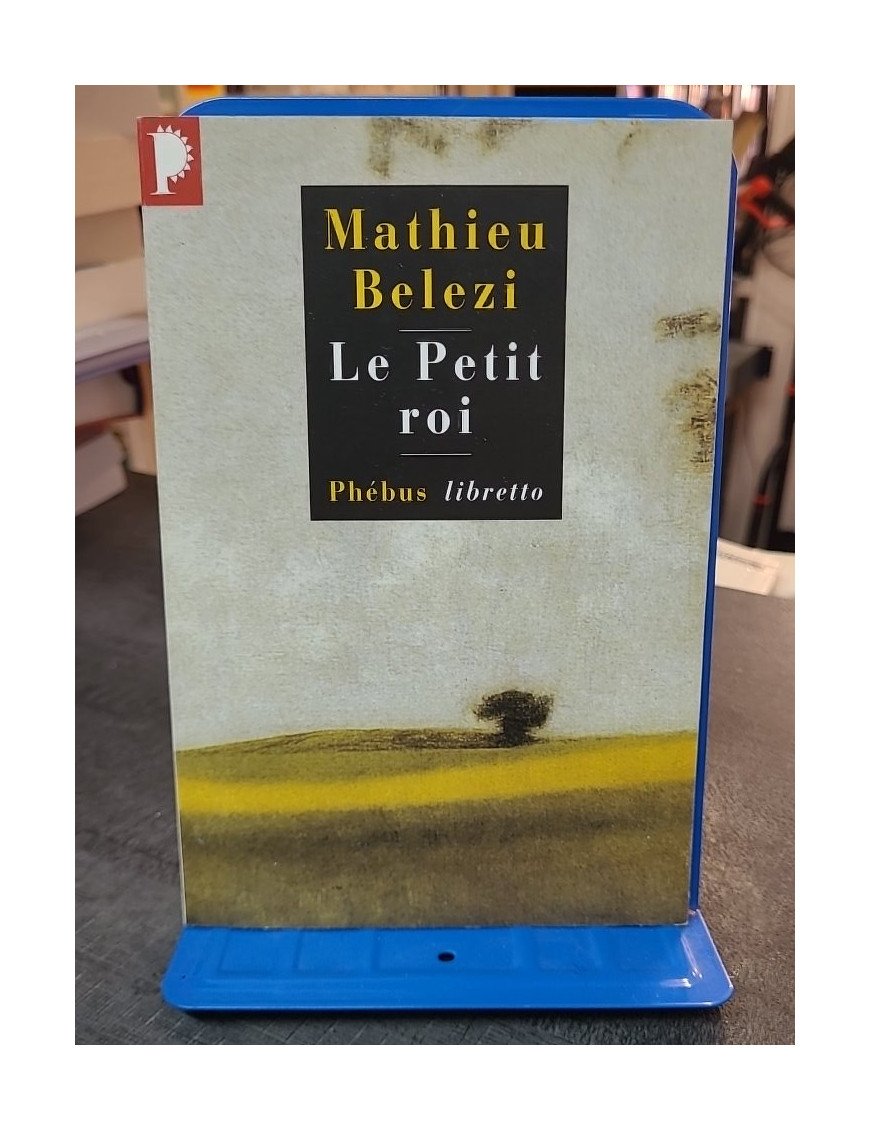 P
Mathieu
Belezi
Le Petit
roi
Phébus libretto